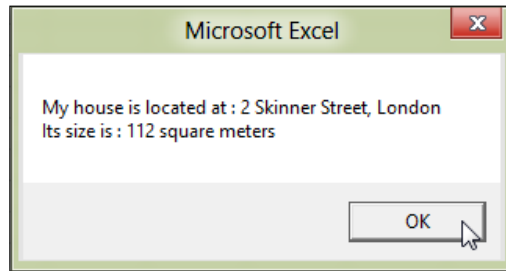 Microsoft Excel
x
My house is located at : 2 Skinner Street, London
Its size is : 112 square meters
OK